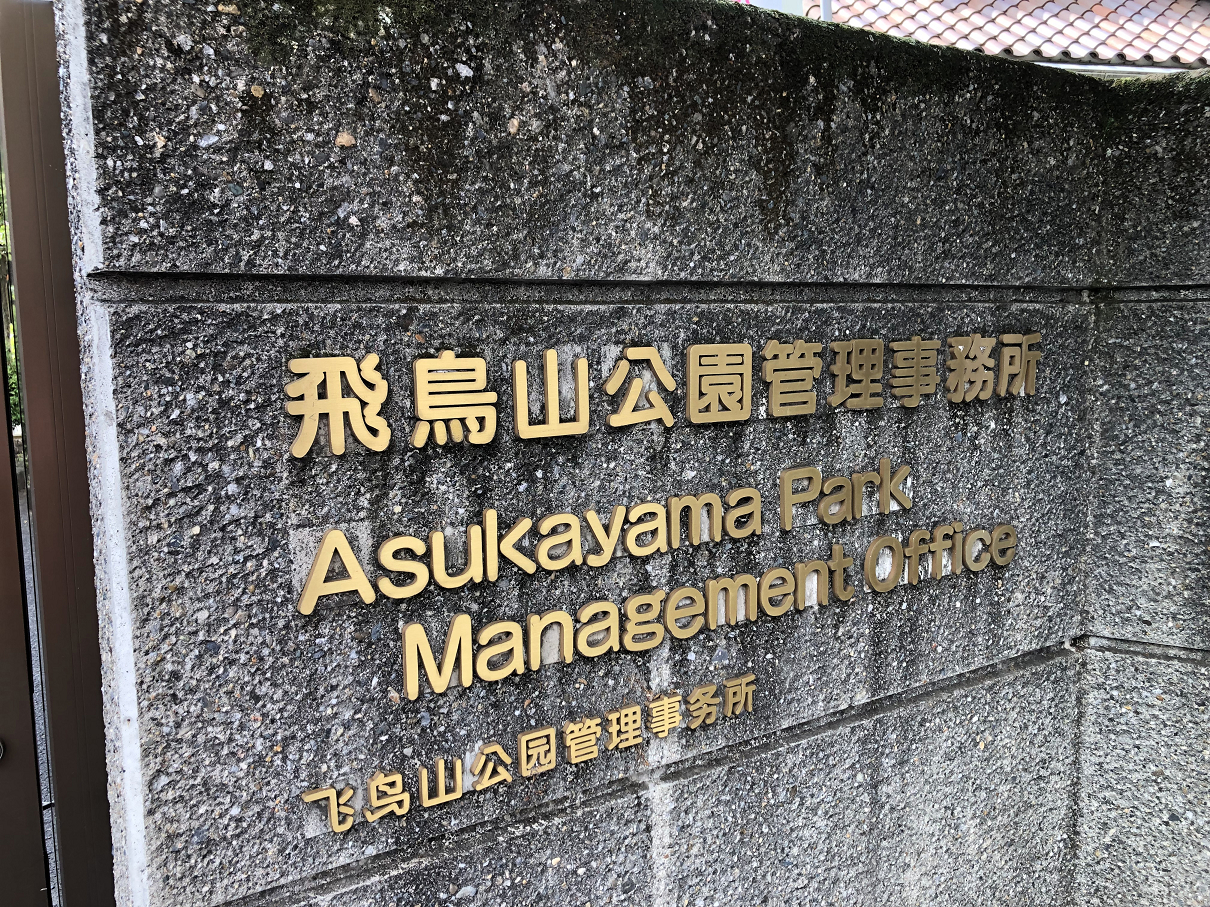 飛鳥山公園管理事務所
Asukayama Park
Management Office
飞鸟山公园管理事务所